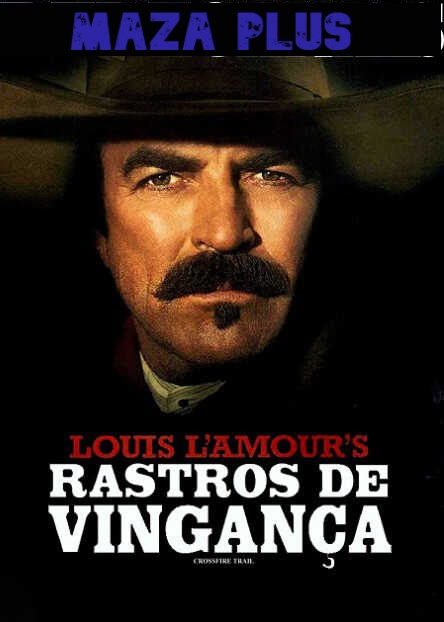 MAZA PLUS
LOUIS L'AMOUR'S
RASTROS DE
VINGANÇA
CROSSFIRE TRAIL